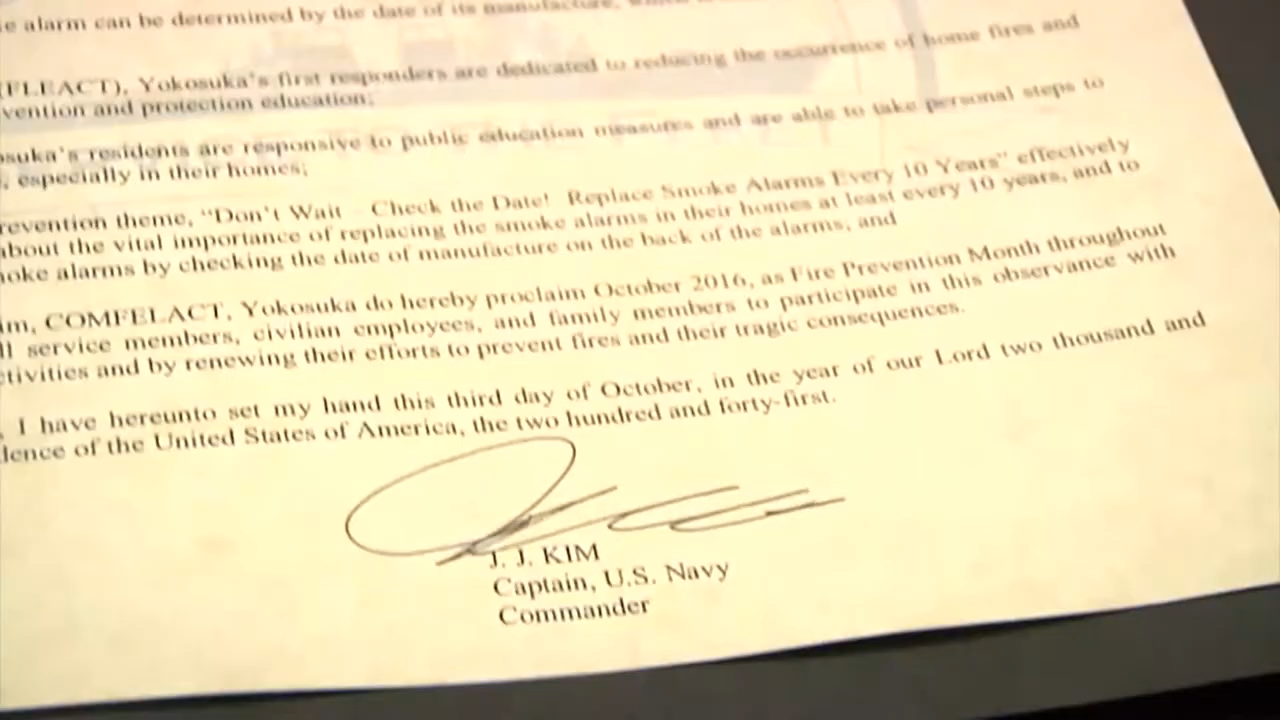 alarm can be determined by the date of its manufacture,
(FLEACT), Yokosuka's first responders are dedicated to reducing the occurrence of home fires and
vention and protection education;
osuka's residents are responsive to public education measures and are able to take personal steps to
, especially in their homes;
revention theme, “Don't Wait – Check the Date! Replace Smoke Alarms Every 10 Years” effectively
about the vital importance of replacing the smoke alarms in their homes at least every 10 years, and to
oke alarms by checking the date of manufacture on the back of the alarms, and
im, COMFELACT, Yokosuka do hereby proclaim October 2016, as Fire Prevention Month throughout
ll service members, civilian employees, and family members to participate in this observance with
ctivities and by renewing their efforts to prevent fires and their tragic consequences.
, I have hereunto set my hand this third day of October, in the year of our Lord two thousand and
dence of the United States of America, the two hundred and forty-first.
J. J. KIM
Captain, U.S. Navy
Commander